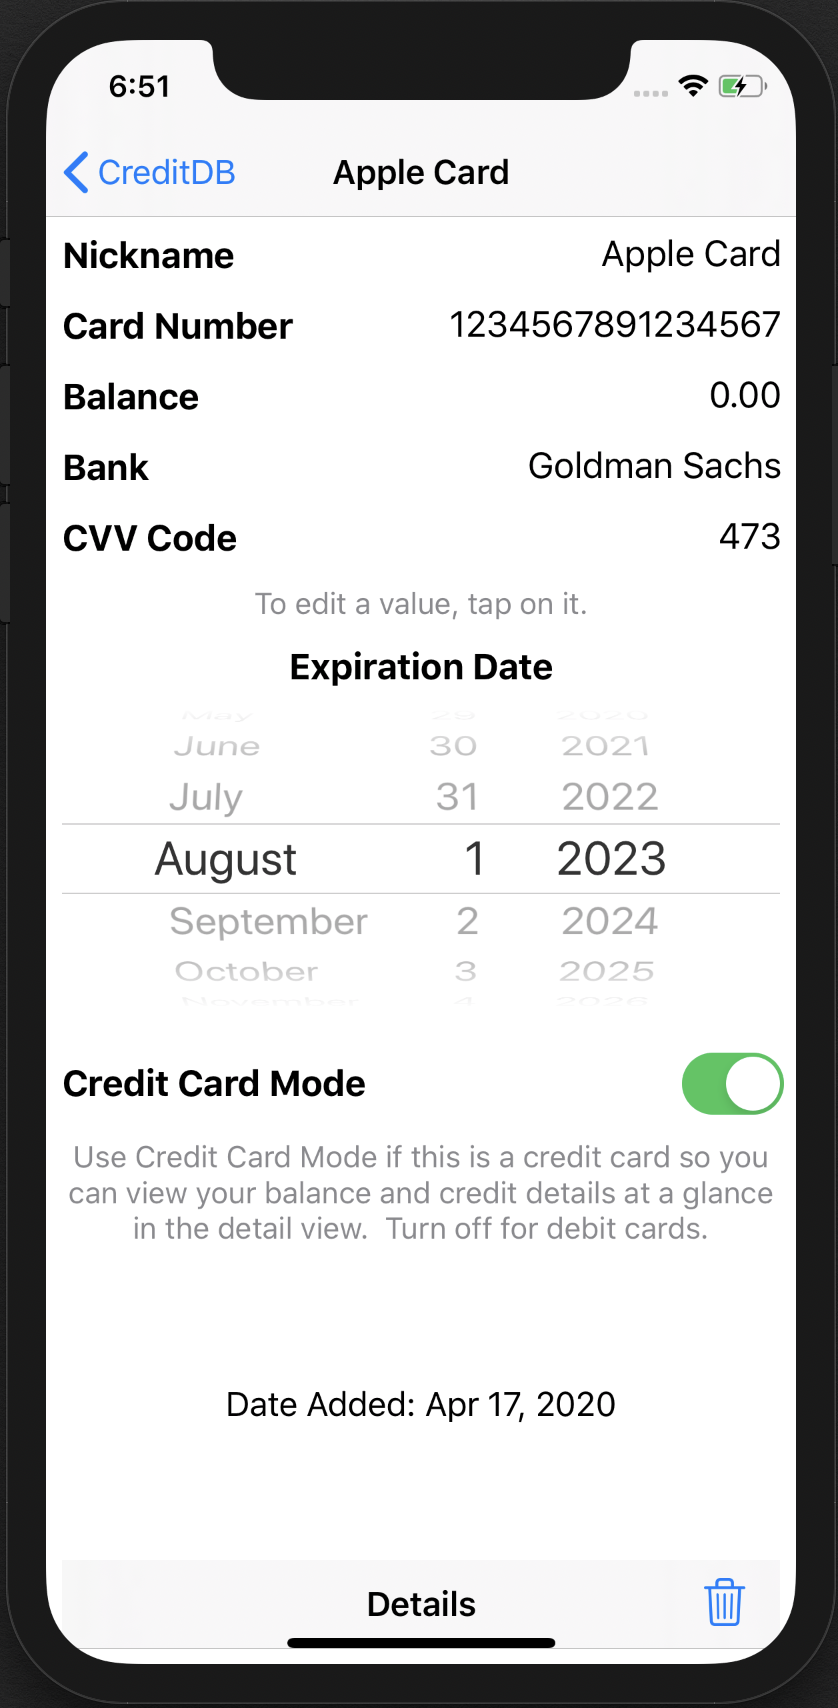 6:51
CreditDB Apple Card
Nickname Apple Card
Card Number 1234567891234567
Balance 0.00
Bank Goldman Sachs
CVV Code 473
To edit a value, tap on it.
Expiration Date
May 29 2020
June 30 2021
July 31 2022
August 1 2023
September 2 2024
October 3 2025
November 4 2026
Credit Card Mode
Use Credit Card Mode if this is a credit card so you
can view your balance and credit details at a glance
in the detail view. Turn off for debit cards.
Date Added: Apr 17, 2020
Details